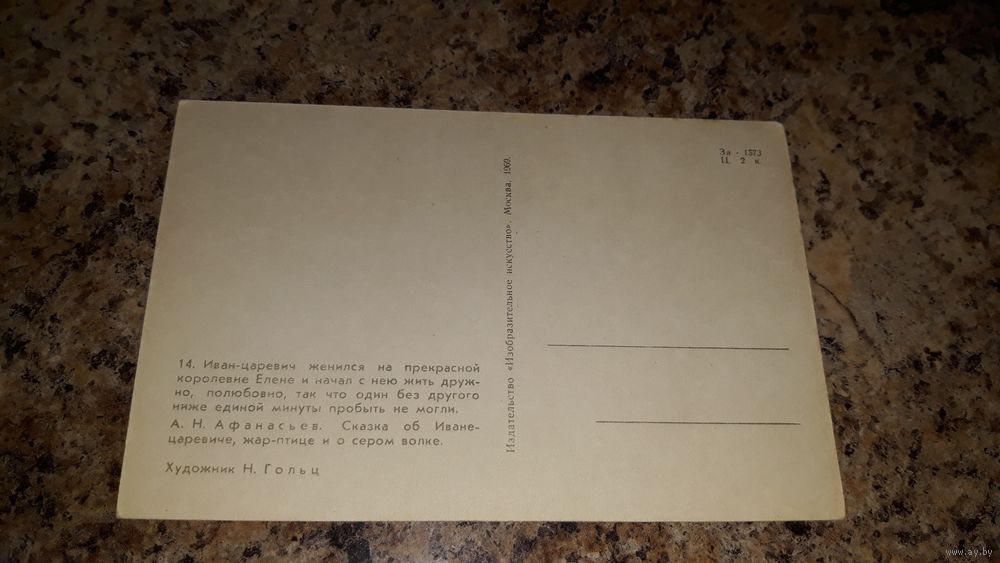 14. Иван-царевич женился на прекрасной
королевне Елене и начал с нею жить друж-
но, полюбовно, так что один без другого
ниже единой минуты пробыть не могли.
А. Н. Афанасьев. Сказка об Иване-
царевиче, жар-птице и о сером волке.
Художник Н. Гольц
Издательство «Изобразительное искусство». Москва. 1969.
За - 1573
Ц. 2 к.
www.ay.by